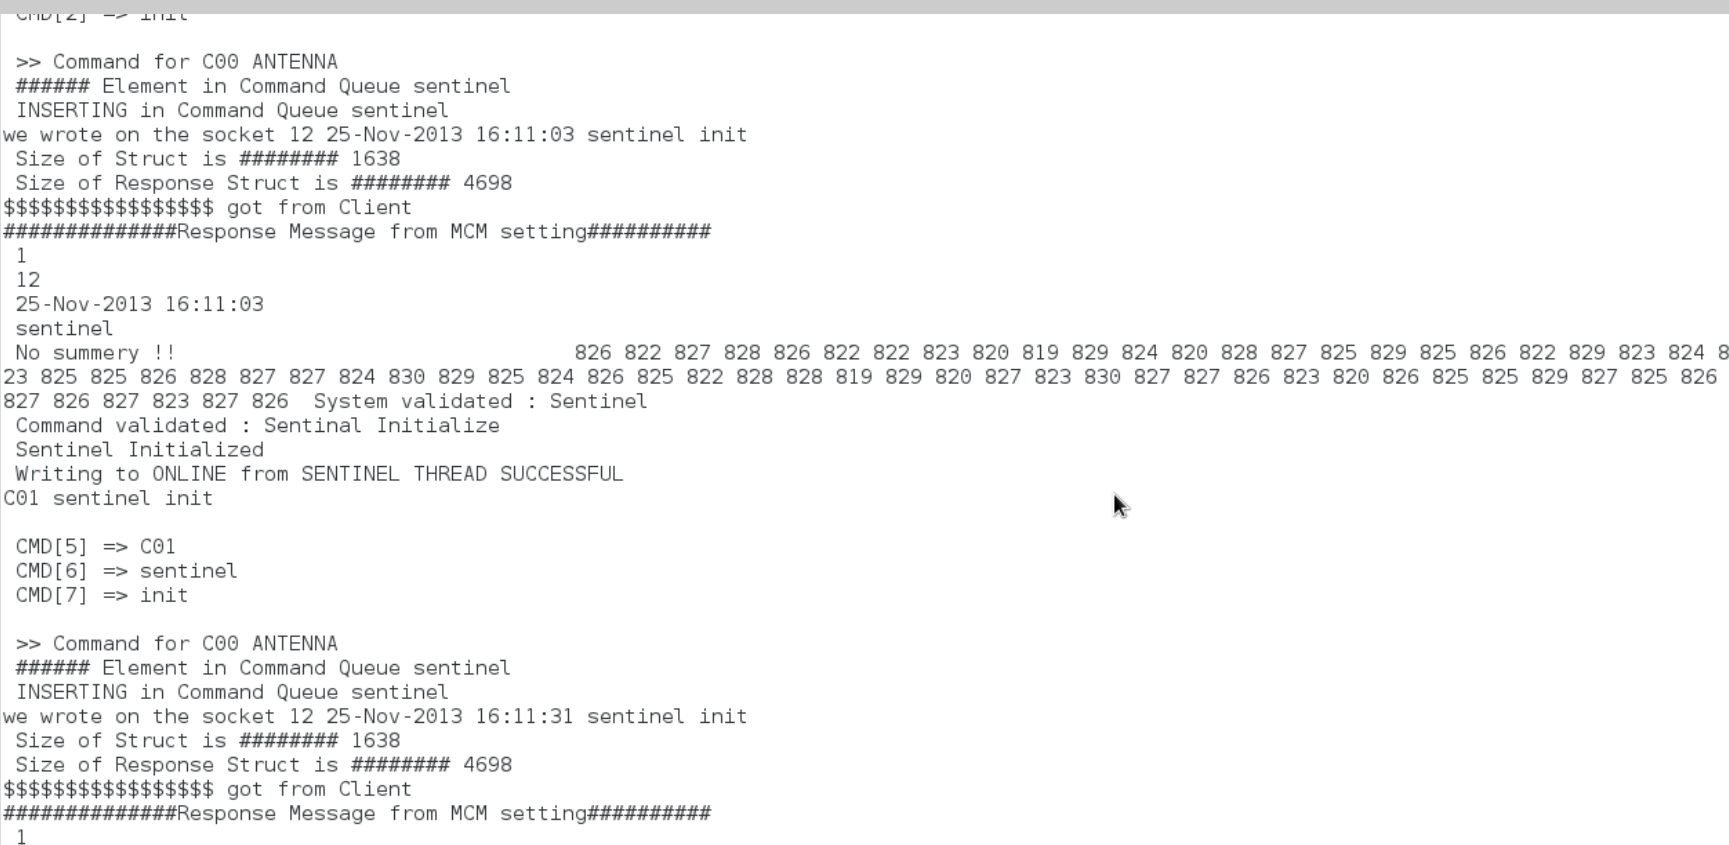 CMD[2] => init
>> Command for C00 ANTENNA
###### Element in Command Queue sentinel
INSERTING in Command Queue sentinel
we wrote on the socket 12 25-Nov-2013 16:11:03 sentinel init
Size of Struct is ######## 1638
Size of Response Struct is ######## 4698
$$$$$$$$$$$$$$$$$ got from Client
##############Response Message from MCM setting##########
1
12
25-Nov-2013 16:11:03
sentinel
No summery !! 826 822 827 828 826 822 822 823 820 819 829 824 820 828 827 825 829 825 826 822 829 823 824 8
23 825 825 826 828 827 827 824 830 829 825 824 826 825 822 828 828 819 829 820 827 823 830 827 827 826 823 820 826 825 825 829 827 825 826
827 826 827 823 827 826  System validated : Sentinel
Command validated : Sentinal Initialize
Sentinel Initialized
Writing to ONLINE from SENTINEL THREAD SUCCESSFUL
C01 sentinel init
CMD[5] => C01
CMD[6] => sentinel
CMD[7] => init
>> Command for C00 ANTENNA
###### Element in Command Queue sentinel
INSERTING in Command Queue sentinel
we wrote on the socket 12 25-Nov-2013 16:11:31 sentinel init
Size of Struct is ######## 1638
Size of Response Struct is ######## 4698
$$$$$$$$$$$$$$$$$ got from Client
##############Response Message from MCM setting##########
1